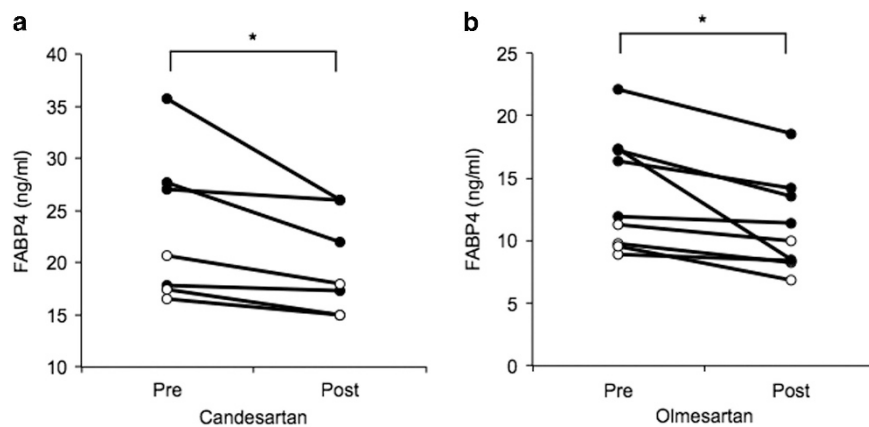 a
*
40
35
30
25
20
15
10
FABP4 (ng/ml)
Pre
Post
Candesartan
b
*
25
20
15
10
5
0
FABP4 (ng/ml)
Pre
Post
Olmesartan